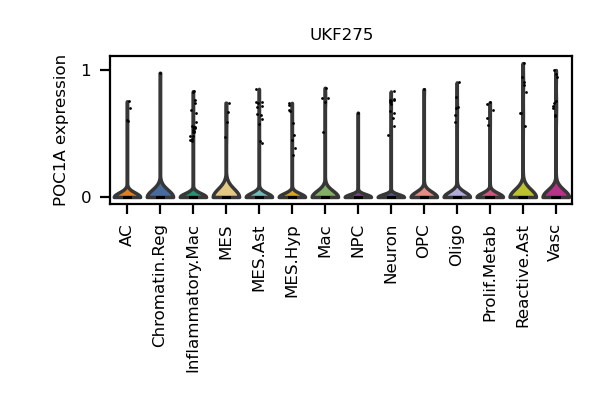 UKF275
POC1A expression
1
0
AC
Chromatin.Reg
Inflammatory.Mac
MES
MES.Ast
MES.Hyp
Mac
NPC
Neuron
OPC
Oligo
Prolif.Metab
Reactive.Ast
Vasc